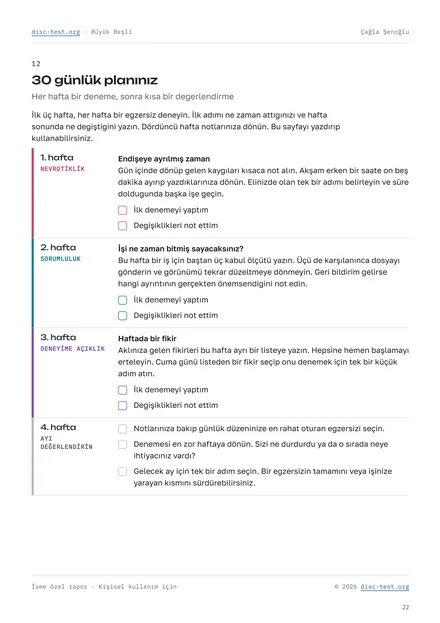 disc-test.org · Büyük Beşli
Çağla Şenoğlu
12
30 günlük planınız
Her hafta bir deneme, sonra kısa bir degerlendirme
İlk üç hafta, her hafta bir egzersiz deneyin. İlk adımı ne zaman attıgınızı ve hafta
sonunda ne degiştigini yazın. Dördüncü hafta notlarınıza dönün. Bu sayfayı yazdırıp
kullanabilirsiniz.
1. hafta
NEVROTİKLİK
Endişeye ayrılmış zaman
Gün içinde dönüp gelen kaygıları kısaca not alın. Akşam erken bir saatte on beş
dakika ayırıp yazdıklarınıza dönün. Elinizde olan tek bir adımı belirleyin ve süre
doldugunda başka işe geçin.
İlk denemeyi yaptım
Degişiklikleri not ettim
2. hafta
SORUMLULUK
İşi ne zaman bitmiş sayacaksınız?
Bu hafta bir iş için baştan üç kabul ölçütü yazın. Üçü de karşılanınca dosyayı
gönderin ve görünümü tekrar düzeltmeye dönmeyin. Geri bildirim gelirse
hangi ayrıntının gerçekten önemsendigini not edin.
İlk denemeyi yaptım
Degişiklikleri not ettim
3. hafta
DENEYİME AÇIKLIK
Haftada bir fikir
Aklınıza gelen fikirleri bu hafta ayrı bir listeye yazın. Hepsine hemen başlamayı
erteleyin. Cuma günü listeden bir fikir seçip onu denemek için tek bir küçük
adım atın.
İlk denemeyi yaptım
Degişiklikleri not ettim
4. hafta
AYI
DEĞERLENDİRİN
Notlarınıza bakıp günlük düzeninize en rahat oturan egzersizi seçin.
Denemesi en zor haftaya dönün. Sizi ne durdurdu ya da o sırada neye
ihtiyacınız vardı?
Gelecek ay için tek bir adım seçin. Bir egzersizin tamamını veya işinize
yarayan kısmını sürdürebilirsiniz.
İsme özel rapor · Kişisel kullanım için
© 2026 disc-test.org
22